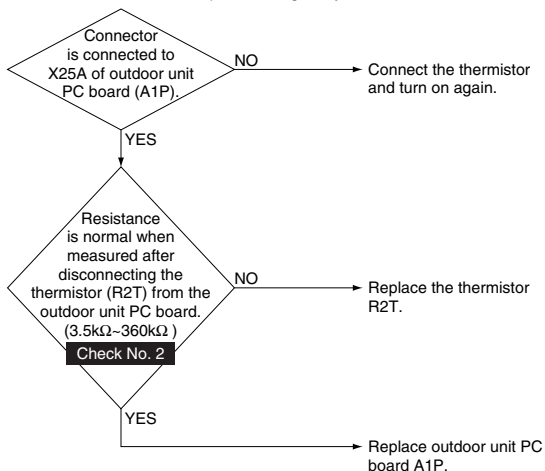 Connector
is connected to
X25A of outdoor unit
PC board (A1P).
NO
Connect the thermistor
and turn on again.
YES
Resistance
is normal when
measured after
disconnecting the
thermistor (R2T) from the
outdoor unit PC board.
(3.5kΩ~360kΩ )
Check No. 2
NO
Replace the thermistor
R2T.
YES
Replace outdoor unit PC
board A1P.